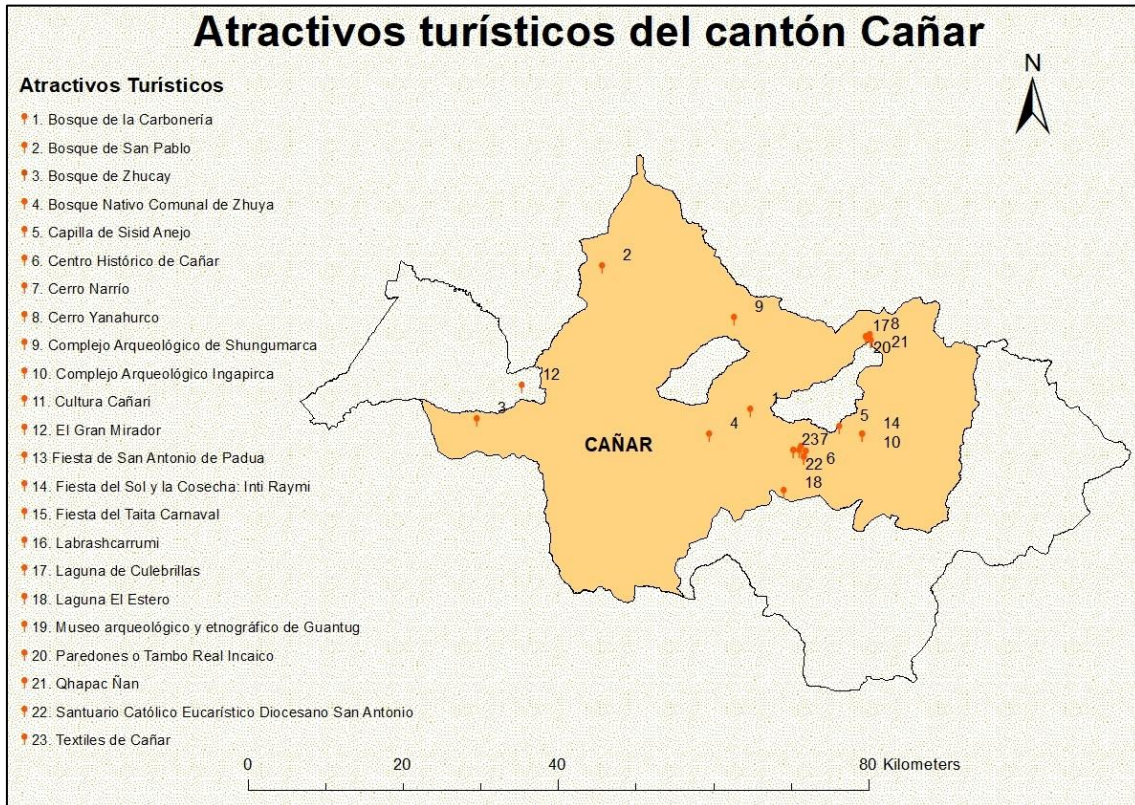 Atractivos turísticos del cantón Cañar
N
Atractivos Turísticos
1. Bosque de la Carbonería
2. Bosque de San Pablo
3. Bosque de Zhucay
4. Bosque Nativo Comunal de Zhuya
5. Capilla de Sisid Anejo
6. Centro Histórico de Cañar
7. Cerro Narrío
8. Cerro Yanahurco
9. Complejo Arqueológico de Shungumarca
10. Complejo Arqueológico Ingapirca
11. Cultura Cañari
12. El Gran Mirador
13 Fiesta de San Antonio de Padua
14. Fiesta del Sol y la Cosecha: Inti Raymi
15. Fiesta del Taita Carnaval
16. Labrashcarrumi
17. Laguna de Culebrillas
18. Laguna El Estero
19. Museo arqueológico y etnográfico de Guantug
20. Paredones o Tambo Real Incaico
21. Qhapac Ñan
22. Santuario Católico Eucarístico Diocesano San Antonio
23. Textiles de Cañar
2
9
17 8
20 21
12
3
1
4
5
14
10
CAÑAR
237
22 6
18
0 20 40 80 Kilometers